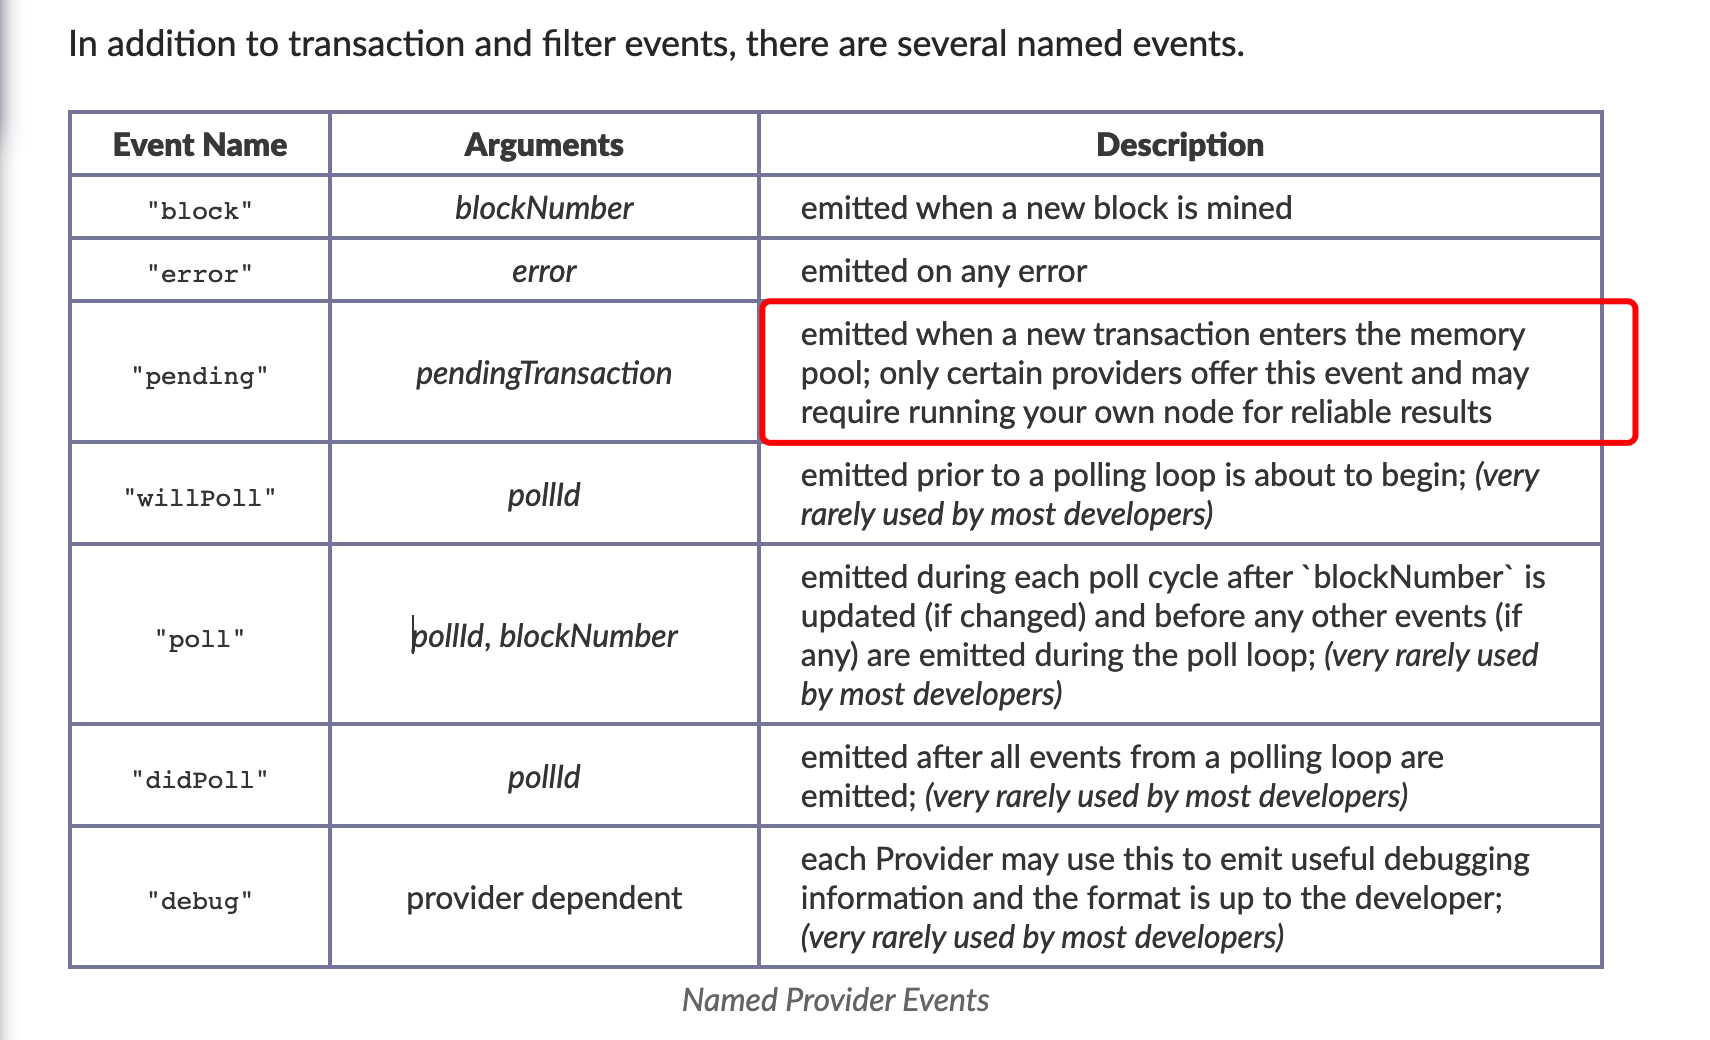 In addition to transaction and filter events, there are several named events.
Event Name Arguments Description
"block" blockNumber emitted when a new block is mined
"error" error emitted on any error
"pending" pendingTransaction emitted when a new transaction enters the memory
pool; only certain providers offer this event and may
require running your own node for reliable results
"willPoll" pollId emitted prior to a polling loop is about to begin; (very
rarely used by most developers)
"poll" pollId, blockNumber emitted during each poll cycle after `blockNumber` is
updated (if changed) and before any other events (if
any) are emitted during the poll loop; (very rarely used
by most developers)
"didPoll" pollId emitted after all events from a polling loop are
emitted; (very rarely used by most developers)
"debug" provider dependent each Provider may use this to emit useful debugging
information and the format is up to the developer;
(very rarely used by most developers)
Named Provider Events